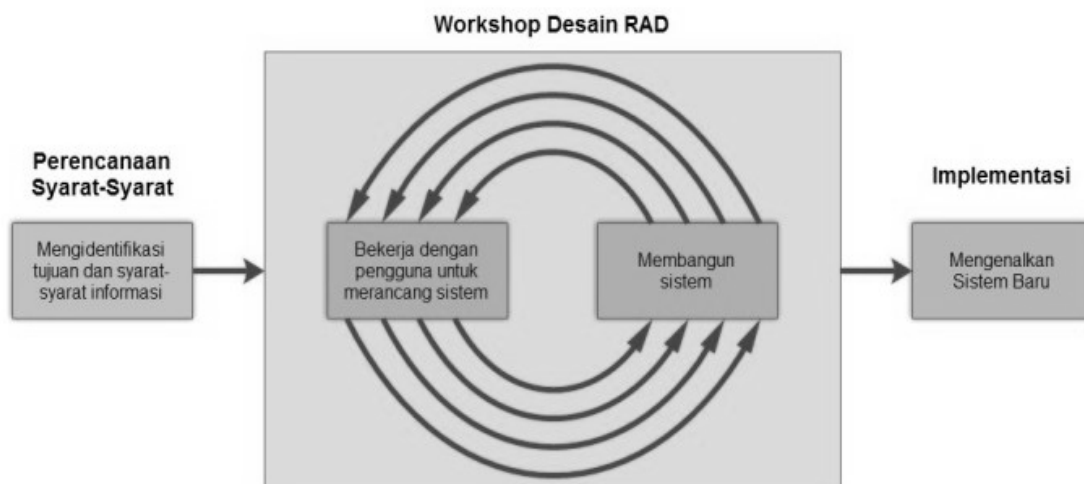 Workshop Desain RAD
Perencanaan
Syarat-Syarat
Mengidentifikasi
tujuan dan syarat-
syarat informasi
Bekerja dengan
pengguna untuk
merancang sistem
Membangun
sistem
Implementasi
Mengenalkan
Sistem Baru